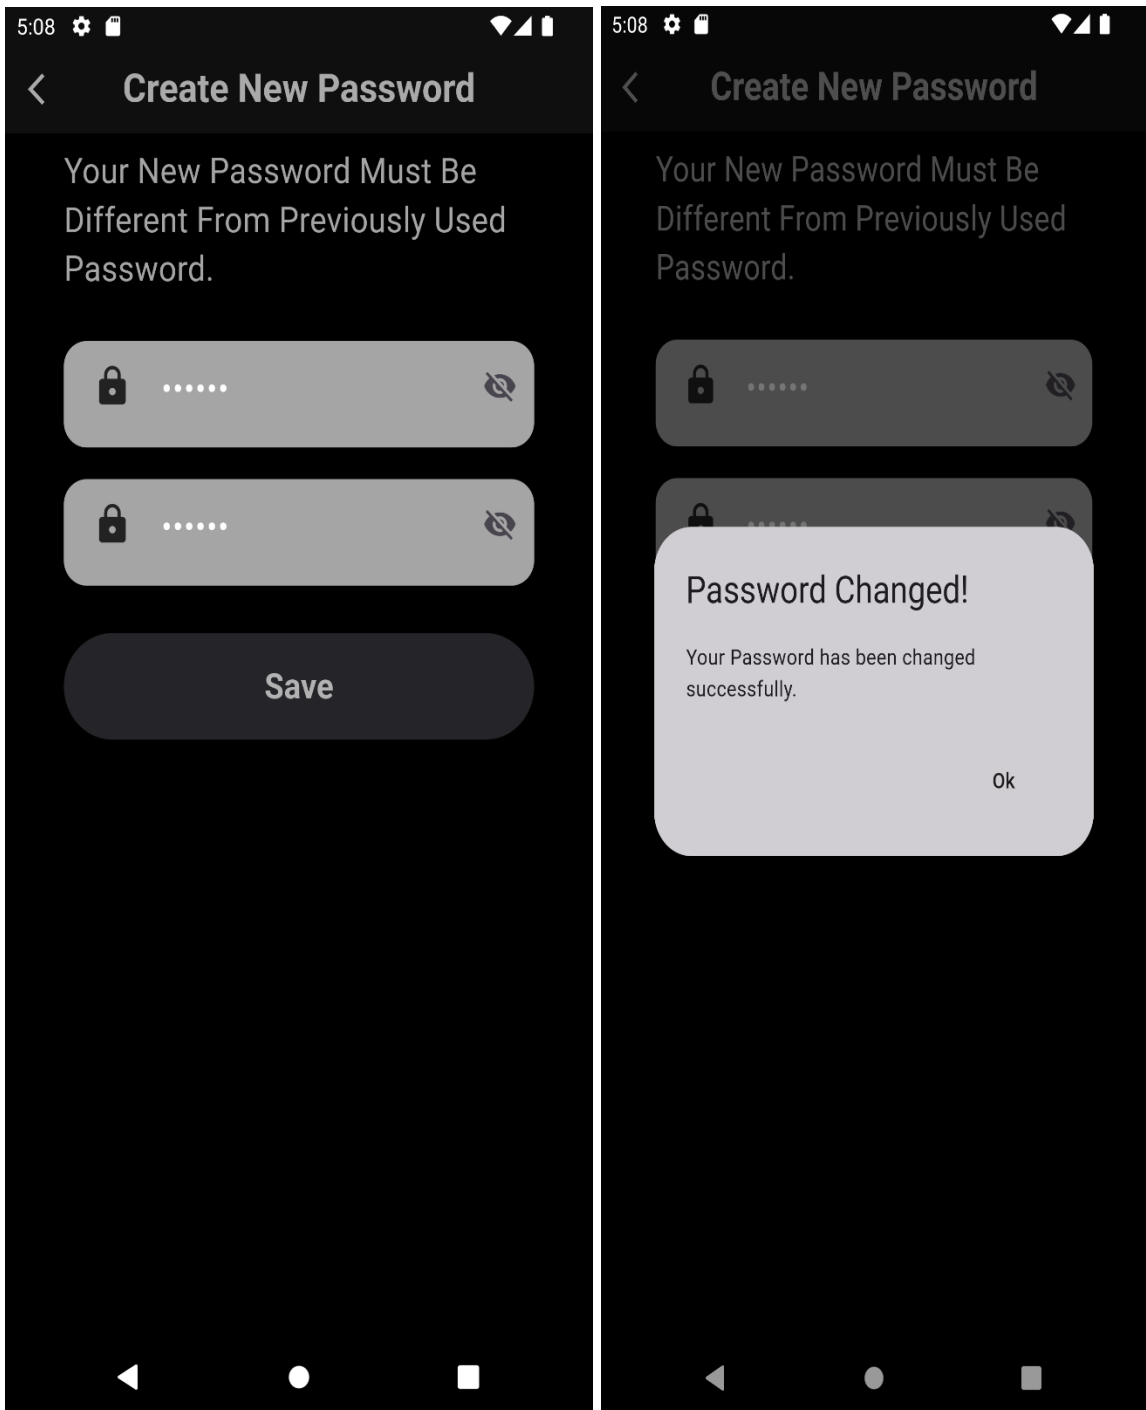 5:08
Create New Password
Your New Password Must Be
Different From Previously Used
Password.
••••••
••••••
Save
5:08
Create New Password
Your New Password Must Be
Different From Previously Used
Password.
••••••
••••••
Password Changed!
Your Password has been changed
successfully.
Ok